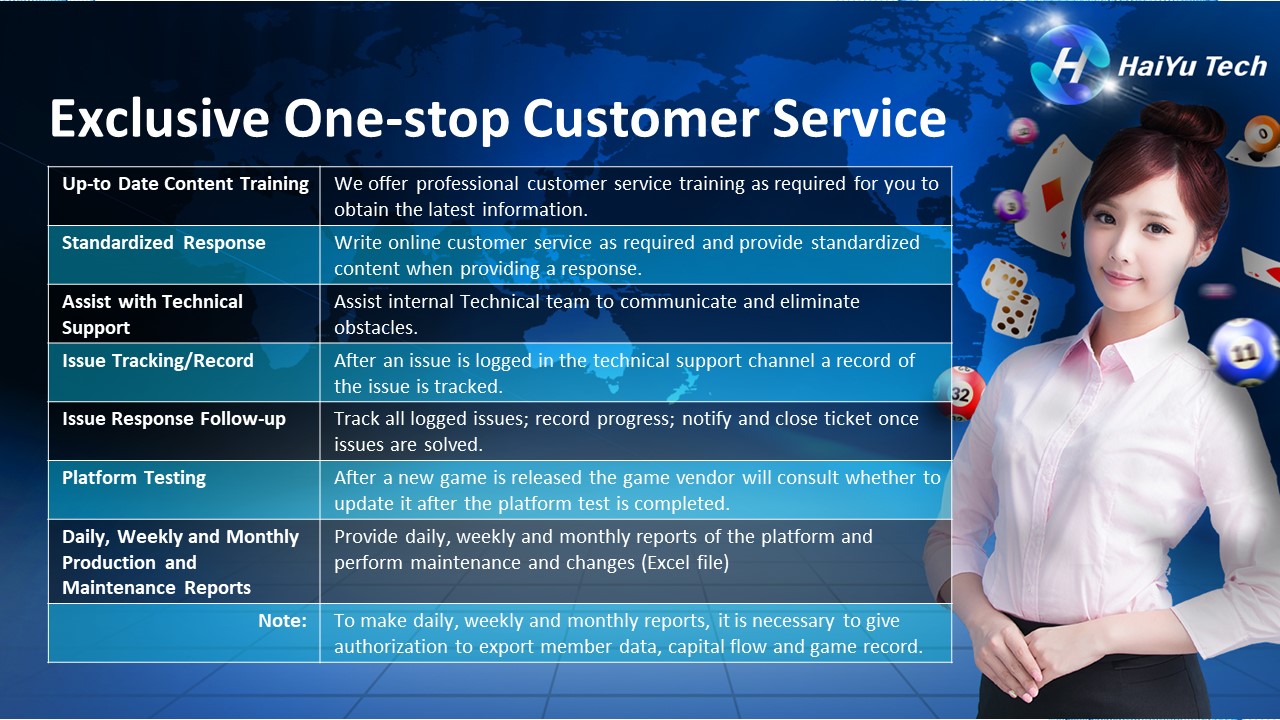 HaiYu Tech
Exclusive One-stop Customer Service
Up-to Date Content Training
We offer professional customer service training as required for you to
obtain the latest information.
Standardized Response
Write online customer service as required and provide standardized
content when providing a response.
Assist with Technical
Support
Assist internal Technical team to communicate and eliminate
obstacles.
Issue Tracking/Record
After an issue is logged in the technical support channel a record of
the issue is tracked.
Issue Response Follow-up
Track all logged issues; record progress; notify and close ticket once
issues are solved.
Platform Testing
After a new game is released the game vendor will consult whether to
update it after the platform test is completed.
Daily, Weekly and Monthly
Production and
Maintenance Reports
Provide daily, weekly and monthly reports of the platform and
perform maintenance and changes (Excel file)
Note:
To make daily, weekly and monthly reports, it is necessary to give
authorization to export member data, capital flow and game record.
0
11
32